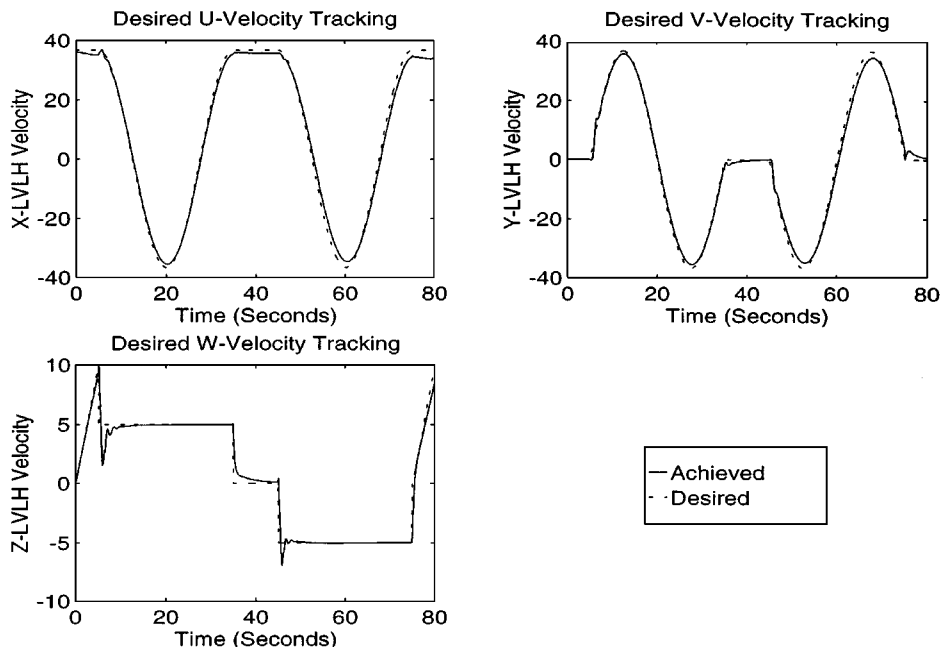 Desired U-Velocity Tracking
40
20
0
-20
-40
X-LVLH Velocity
0 20 40 60 80
Time (Seconds)
Desired V-Velocity Tracking
40
20
0
-20
-40
Y-LVLH Velocity
0 20 40 60 80
Time (Seconds)
Desired W-Velocity Tracking
10
5
0
-5
-10
Z-LVLH Velocity
0 20 40 60 80
Time (Seconds)
Achieved
Desired